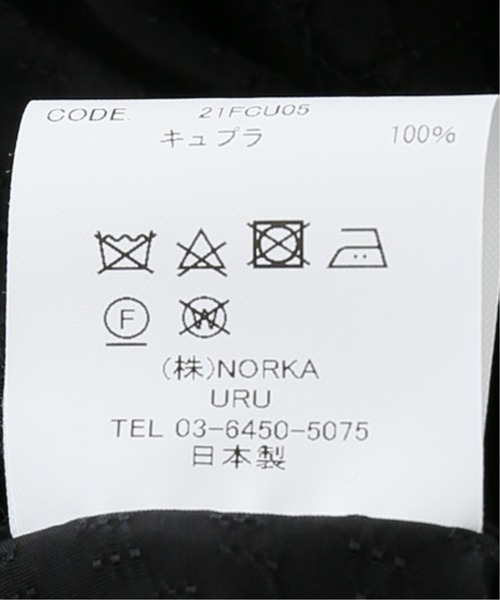 CODE. 21FCU05
キュプラ 100%
F W
(株)NORKA
URU
TEL 03-6450-5075
日本製